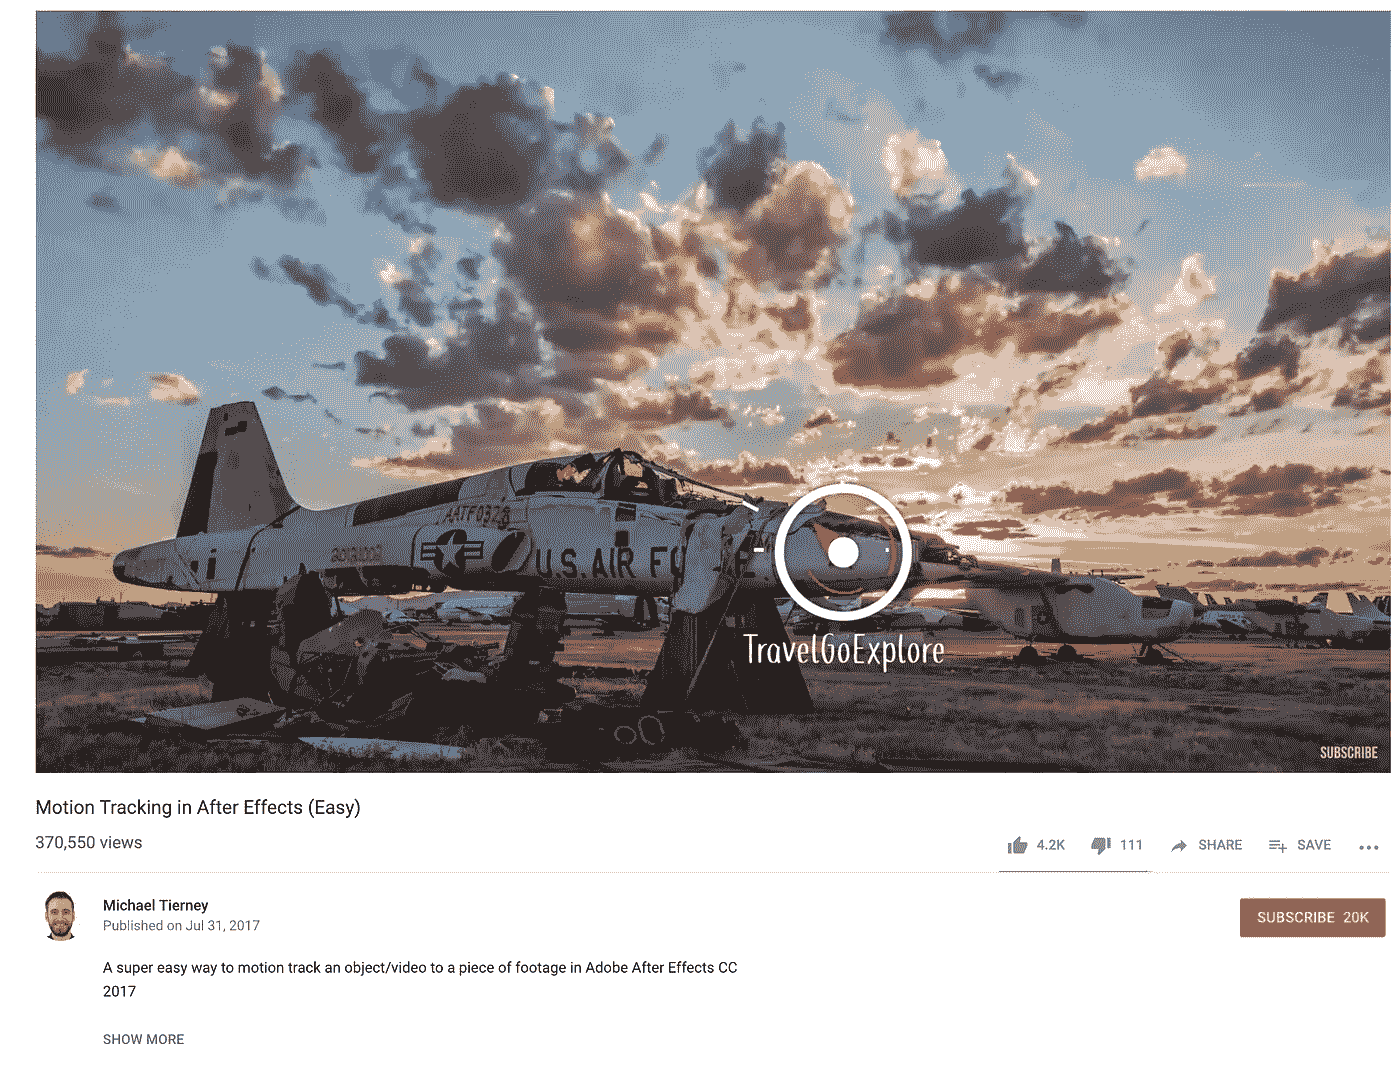 AATF0373
U.S. AIR FO E
TravelGoExplore
SUBSCRIBE
Motion Tracking in After Effects (Easy)
370,550 views
4.2K 111 SHARE SAVE
Michael Tierney
Published on Jul 31, 2017
SUBSCRIBE 20K
A super easy way to motion track an object/video to a piece of footage in Adobe After Effects CC
2017
SHOW MORE